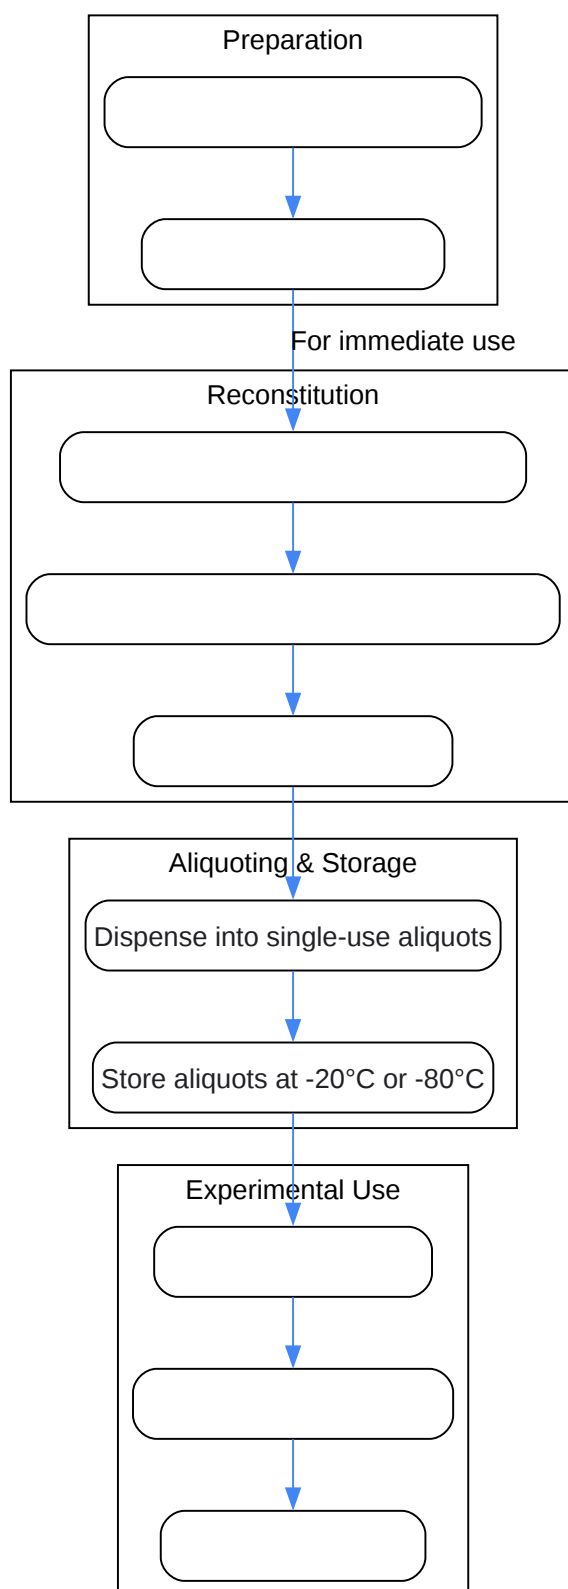 Preparation
For immediate use
Reconstitution
Aliquoting & Storage
Dispense into single-use aliquots
Store aliquots at -20°C or -80°C
Experimental Use